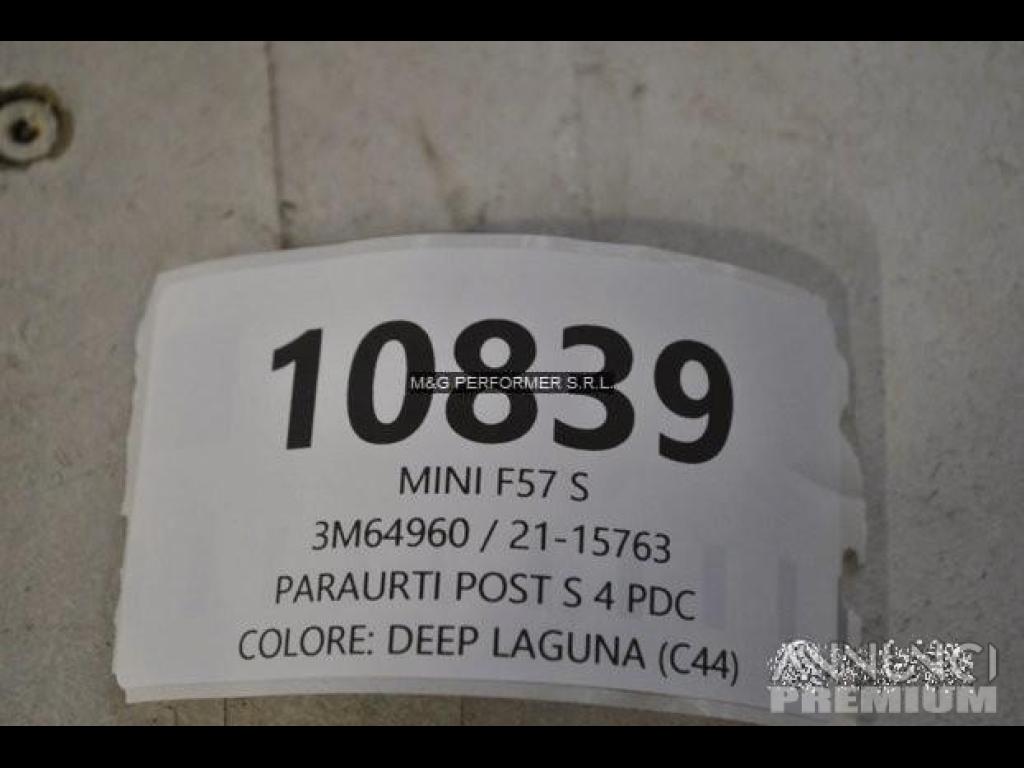 10839
M&G PERFORMER S.R.L.
MINI F57 S
3M64960 / 21-15763
PARAURTI POST S 4 PDC
COLORE: DEEP LAGUNA (C44)
ANNUNCI
PREMIUM